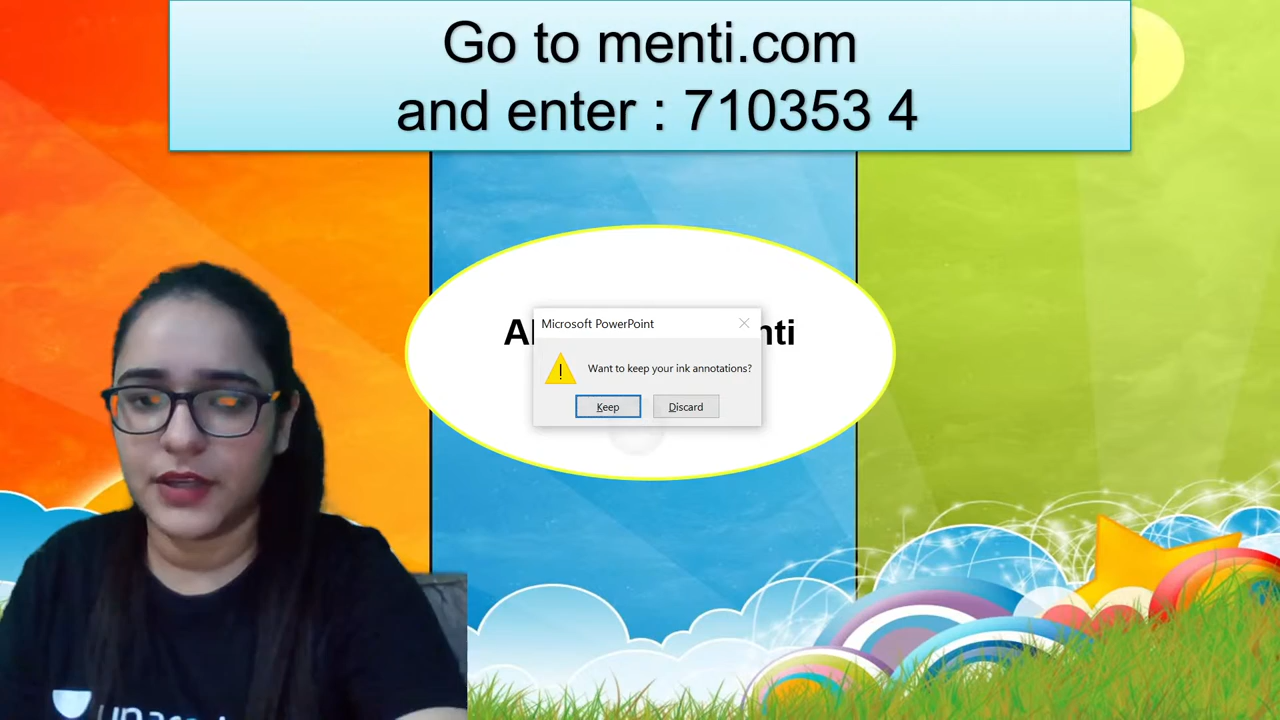 Go to menti.com
and enter : 710353 4
Microsoft PowerPoint
Want to keep your ink annotations?
Keep
Discard